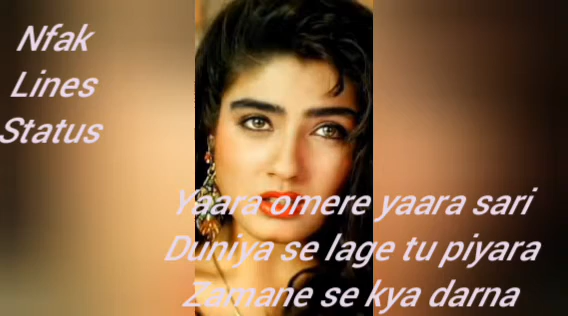 Nfak
Lines
Status
Yaara omere yaara sari
Duniya se lage tu piyara
Zamane se kya darna